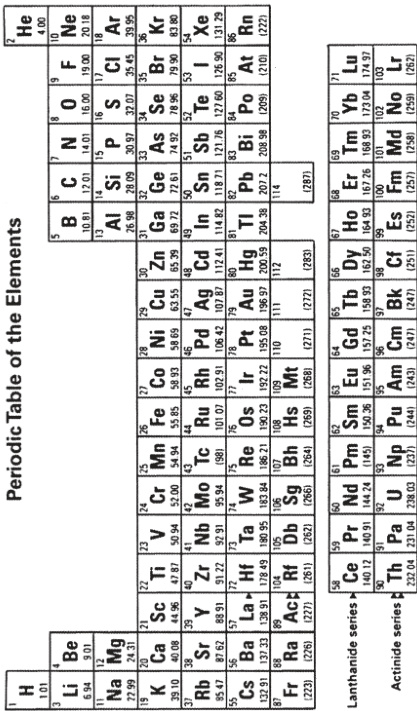 Periodic Table of the Elements
1 2
H He
1.01 4.00
3 4 5 6 7 8 9 10
Li Be B C N O F Ne
6.94 9.01 10.81 12.01 14.01 16.00 19.00 20.18
11 12 13 14 15 16 17 18
Na Mg Al Si P S Cl Ar
22.99 24.31 26.98 28.09 30.97 32.07 35.45 39.95
19 20 21 22 23 24 25 26 27 28 29 30 31 32 33 34 35 36
K Ca Sc Ti V Cr Mn Fe Co Ni Cu Zn Ga Ge As Se Br Kr
39.10 40.08 44.96 47.87 50.94 52.00 54.94 55.85 58.93 58.69 63.55 65.39 69.72 72.61 74.92 78.96 79.90 83.80
37 38 39 40 41 42 43 44 45 46 47 48 49 50 51 52 53 54
Rb Sr Y Zr Nb Mo Tc Ru Rh Pd Ag Cd In Sn Sb Te I Xe
85.47 87.62 88.91 91.22 92.91 95.94 (98) 101.07 102.91 106.42 107.87 112.41 114.82 118.71 121.76 127.60 126.90 131.29
55 56 57 72 73 74 75 76 77 78 79 80 81 82 83 84 85 86
Cs Ba La Hf Ta W Re Os Ir Pt Au Hg Tl Pb Bi Po At Rn
132.91 137.33 138.91 178.49 180.95 183.84 186.21 190.23 192.22 195.08 196.97 200.59 204.38 207.2 208.98 (209) (210) (222)
87 88 89 104 105 106 107 108 109 110 111 112 114
Fr Ra Ac Rf Db Sg Bh Hs Mt
(223) (226) (227) (261) (262) (266) (264) (269) (268) (271) (272) (283) (287)
58 59 60 61 62 63 64 65 66 67 68 69 70 71
Lanthanide series Ce Pr Nd Pm Sm Eu Gd Tb Dy Ho Er Tm Yb Lu
140.12 140.91 144.24 (145) 150.36 151.96 157.25 158.93 162.50 164.93 167.26 168.93 173.04 174.97
90 91 92 93 94 95 96 97 98 99 100 101 102 103
Actinide series Th Pa U Np Pu Am Cm Bk Cf Es Fm Md No Lr
232.04 231.04 238.03 (237) (244) (243) (247) (247) (251) (252) (257) (258) (259) (262)